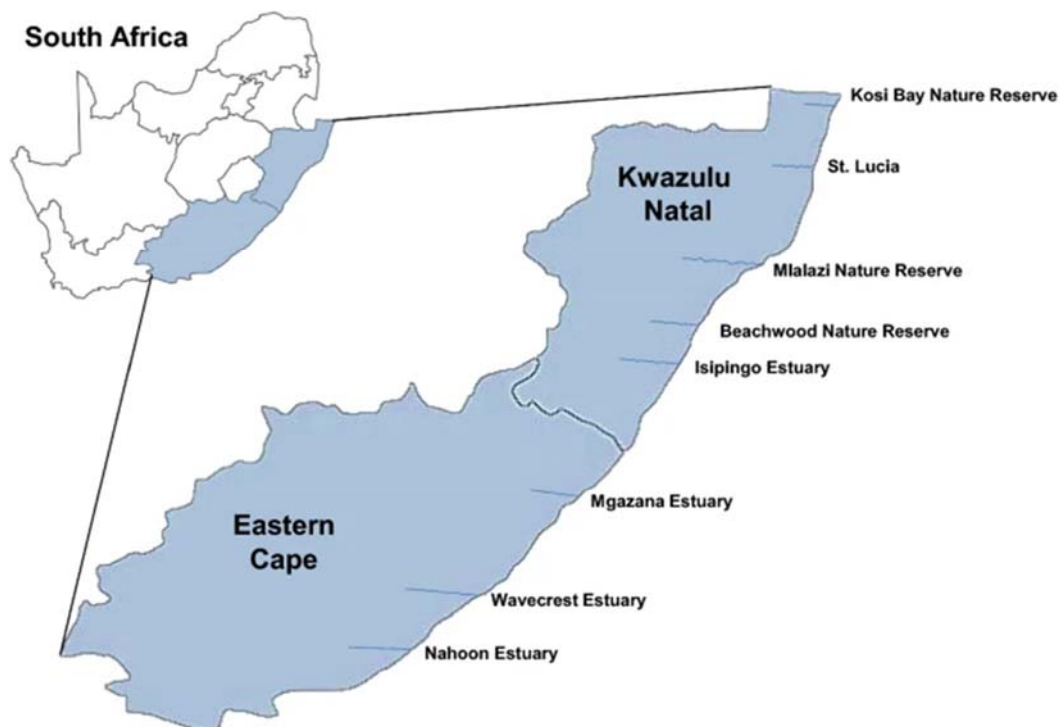 South Africa
Kosi Bay Nature Reserve
St. Lucia
Kwazulu
Natal
Mlalazi Nature Reserve
Beachwood Nature Reserve
Isipingo Estuary
Mgazana Estuary
Eastern
Cape
Wavecrest Estuary
Nahoon Estuary